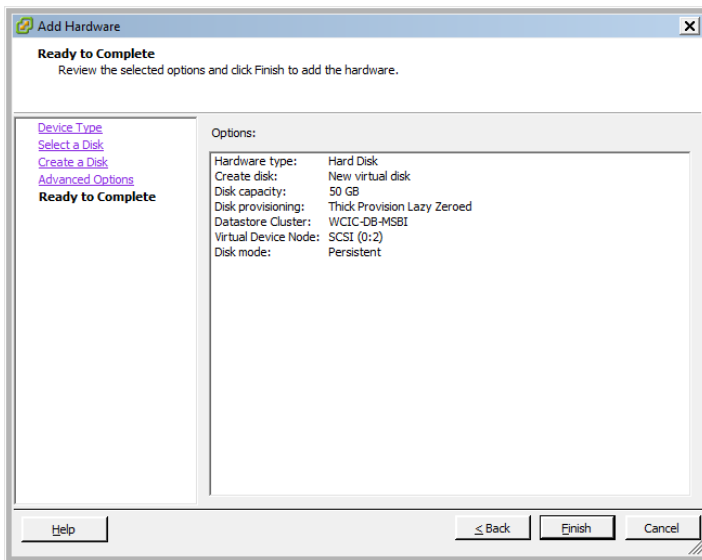 Add Hardware
Ready to Complete
Review the selected options and click Finish to add the hardware.
Device Type
Select a Disk
Create a Disk
Advanced Options
Ready to Complete
Options:
Hardware type: Hard Disk
Create disk: New virtual disk
Disk capacity: 50 GB
Disk provisioning: Thick Provision Lazy Zeroed
Datastore Cluster: WCIC-DB-MSBI
Virtual Device Node: SCSI (0:2)
Disk mode: Persistent
Help
< Back
Finish
Cancel